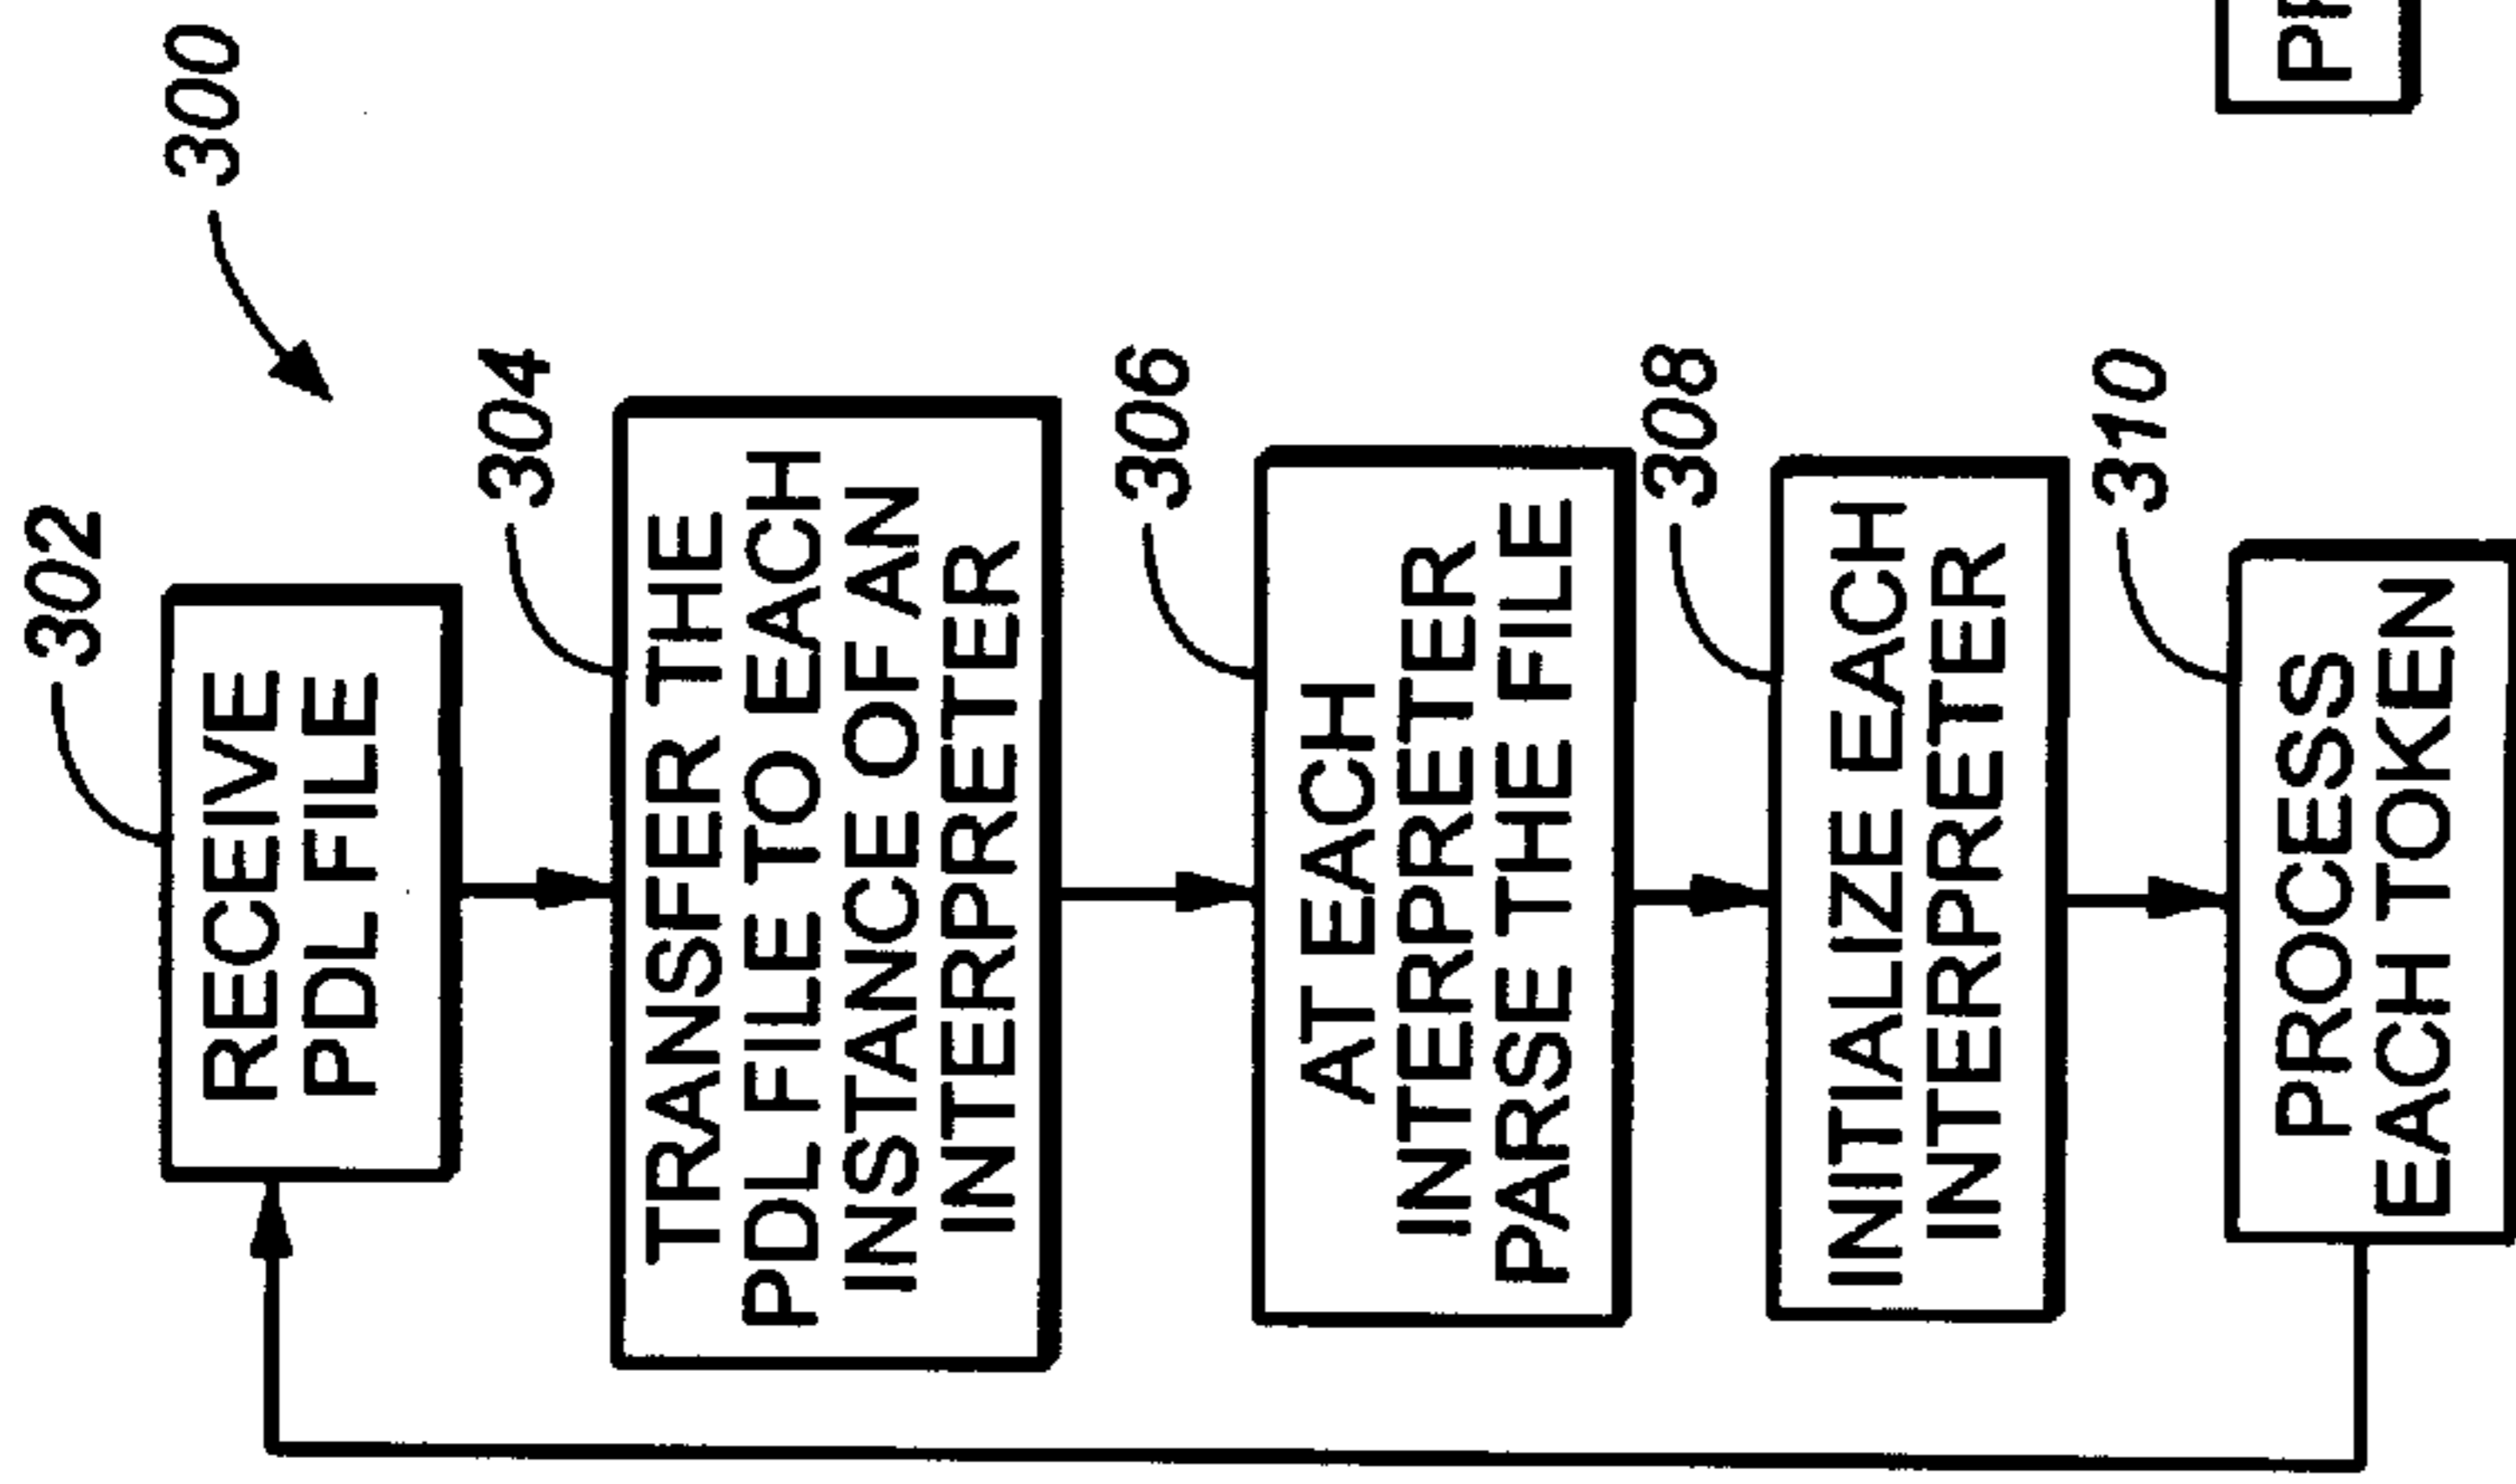 300
302
RECEIVE
PDL FILE
304
TRANSFER THE
PDL FILE TO EACH
INSTANCE OF AN
INTERPRETER
306
AT EACH
INTERPRETER
PARSE THE FILE
308
INITIALIZE EACH
INTERPRETER
310
PROCESS
EACH TOKEN